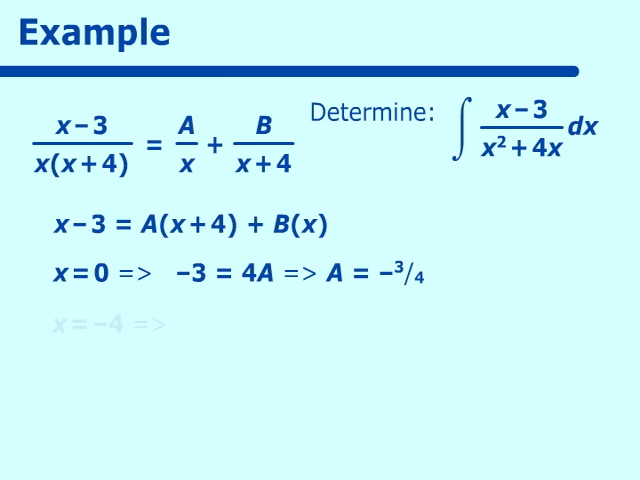 Example
Determine: ∫ x – 3 / x² + 4x dx
x – 3 / x(x + 4) = A / x + B / x + 4
x – 3 = A(x + 4) + B(x)
x = 0 => –3 = 4A => A = –3/4
x = –4 =>